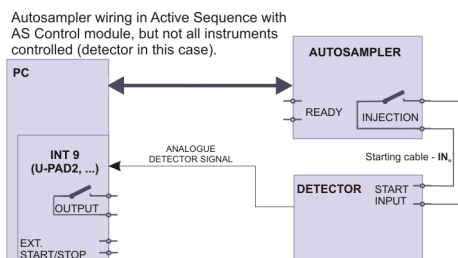 Autosampler wiring in Active Sequence with
AS Control module, but not all instruments
controlled (detector in this case).
PC
AUTOSAMPLER
READY
INJECTION
INT 9
(U-PAD2, ...)
ANALOGUE
DETECTOR SIGNAL
Starting cable - INn
OUTPUT
DETECTOR
START
INPUT
EXT.
START/STOP